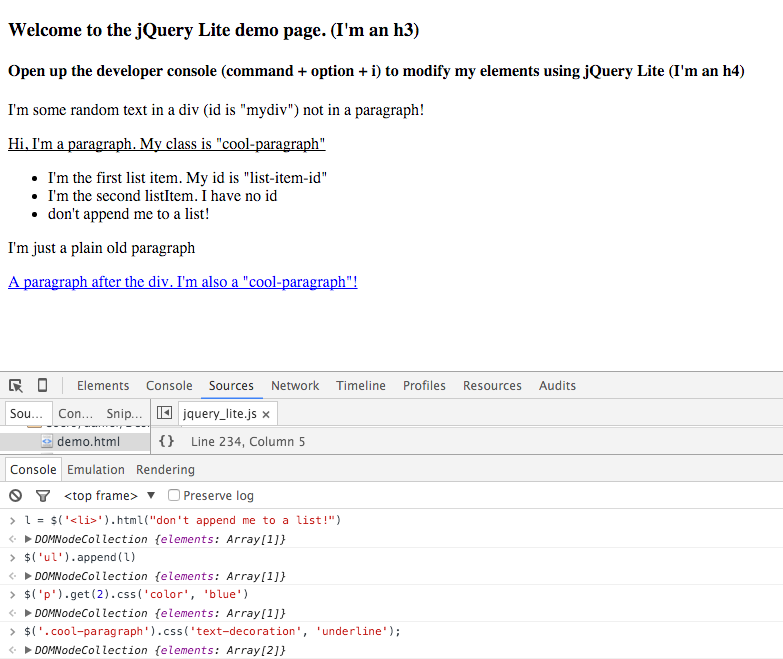 Welcome to the jQuery Lite demo page. (I'm an h3)
Open up the developer console (command + option + i) to modify my elements using jQuery Lite (I'm an h4)
I'm some random text in a div (id is "mydiv") not in a paragraph!
Hi, I'm a paragraph. My class is "cool-paragraph"
• I'm the first list item. My id is "list-item-id"
• I'm the second listItem. I have no id
• don't append me to a list!
I'm just a plain old paragraph
A paragraph after the div. I'm also a "cool-paragraph"!
Elements Console Sources Network Timeline Profiles Resources Audits
Sou... Con... Snip... jquery_lite.js ×
demo.html {} Line 234, Column 5
Console Emulation Rendering
<top frame> ▼ Preserve log
> l = $('<li>').html("don't append me to a list!")
<· ▶DOMNodeCollection {elements: Array[1]}
> $('ul').append(l)
<· ▶DOMNodeCollection {elements: Array[1]}
> $('p').get(2).css('color', 'blue')
<· ▶DOMNodeCollection {elements: Array[1]}
> $('.cool-paragraph').css('text-decoration', 'underline');
<· ▶DOMNodeCollection {elements: Array[2]}